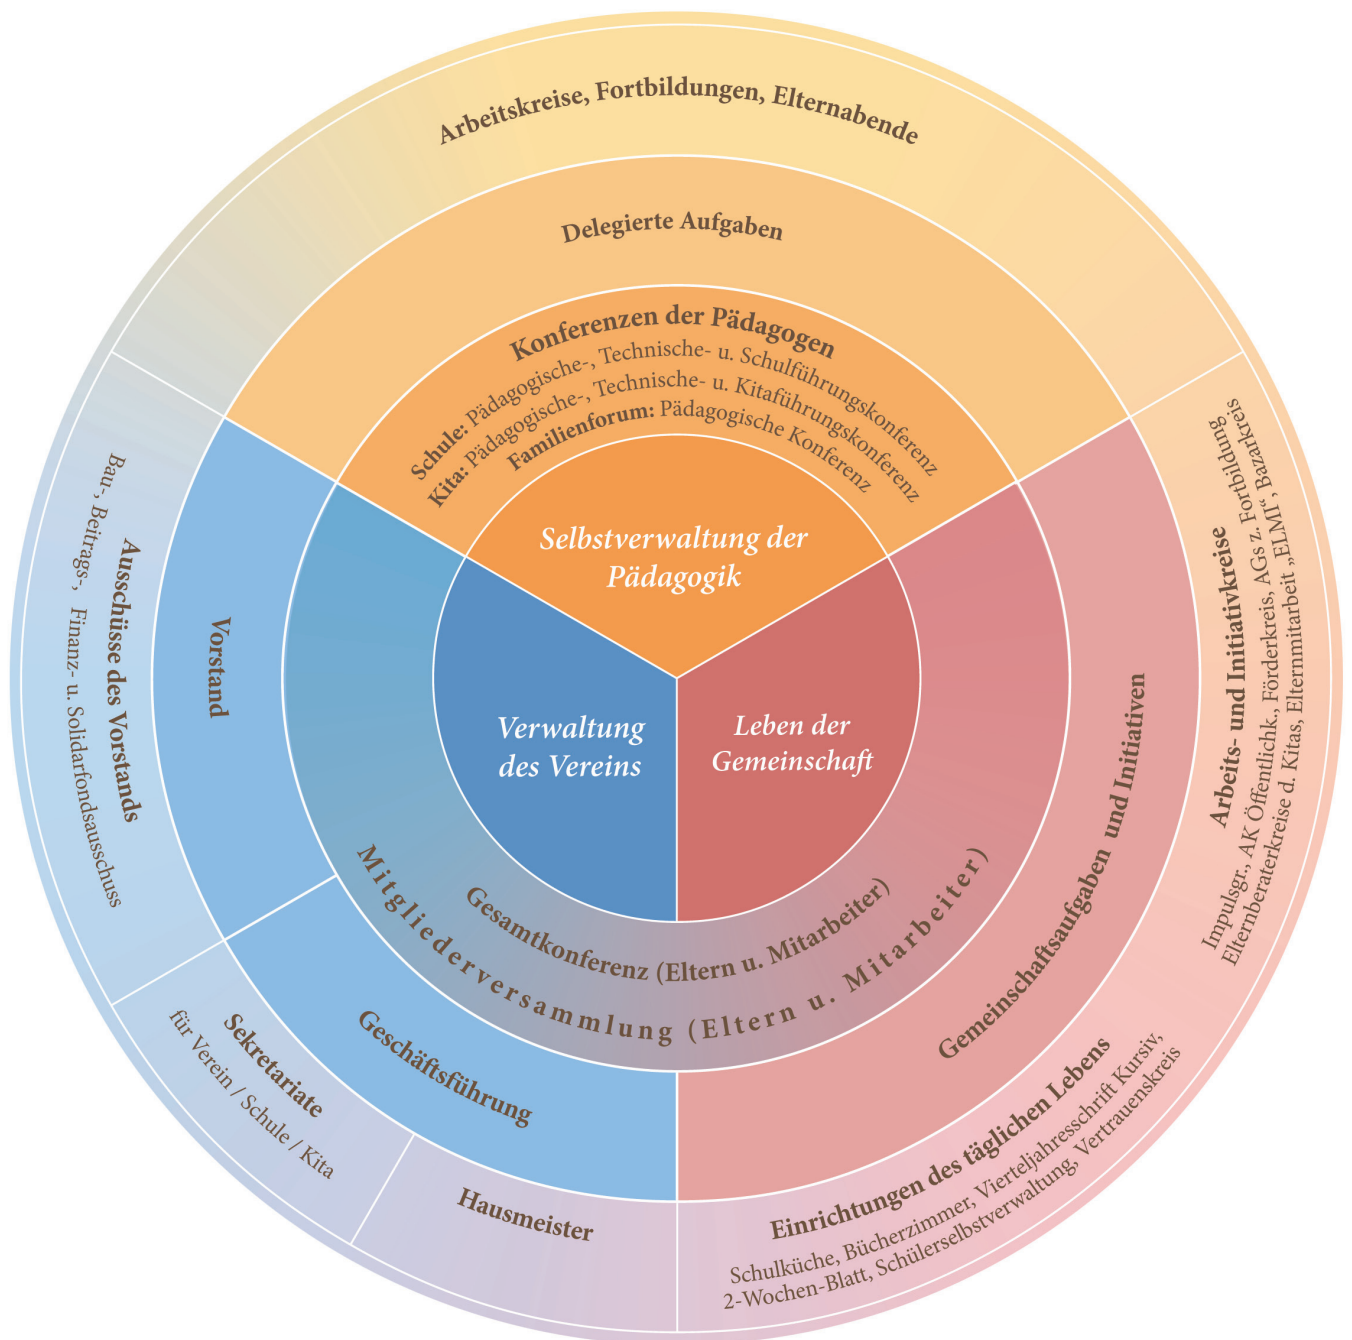 Arbeitskreise, Fortbildungen, Elternabende
Delegierte Aufgaben
Konferenzen der Pädagogen
Schule: Pädagogische-, Technische- u. Schulführungskonferenz
Kita: Pädagogische-, Technische- u. Kitaführungskonferenz
Familienforum: Pädagogische Konferenz
Selbstverwaltung der
Pädagogik
Verwaltung
des Vereins
Leben der
Gemeinschaft
Gesamtkonferenz (Eltern u. Mitarbeiter)
Mitgliederversammlung (Eltern u. Mitarbeiter)
Vorstand
Ausschüsse des Vorstands
Bau-, Beitrags-, Finanz- u. Solidarfondsausschuss
Geschäftsführung
Sekretariate
für Verein / Schule / Kita
Hausmeister
Gemeinschaftsaufgaben und Initiativen
Arbeits- und Initiativkreise
Impulsgr., AK Öffentlichk., Förderkreis, AGs z. Forbildung
Elternberaterkreise d. Kitas, Elternmitarbeit „ELMI“, Bazarkreis
Einrichtungen des täglichen Lebens
Schulküche, Bücherzimmer, Vierteljahresschrift Kursiv,
2-Wochen-Blatt, Schülerselbstverwaltung, Vertrauenskreis